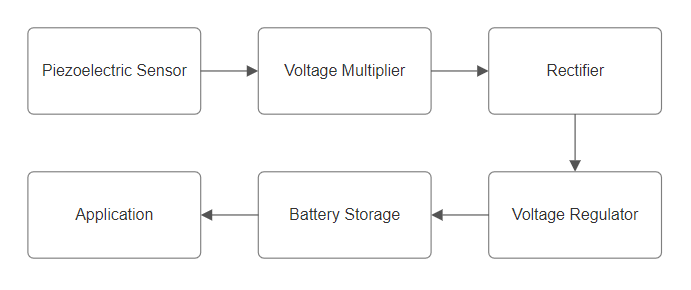 Piezoelectric Sensor
Voltage Multiplier
Rectifier
Voltage Regulator
Battery Storage
Application